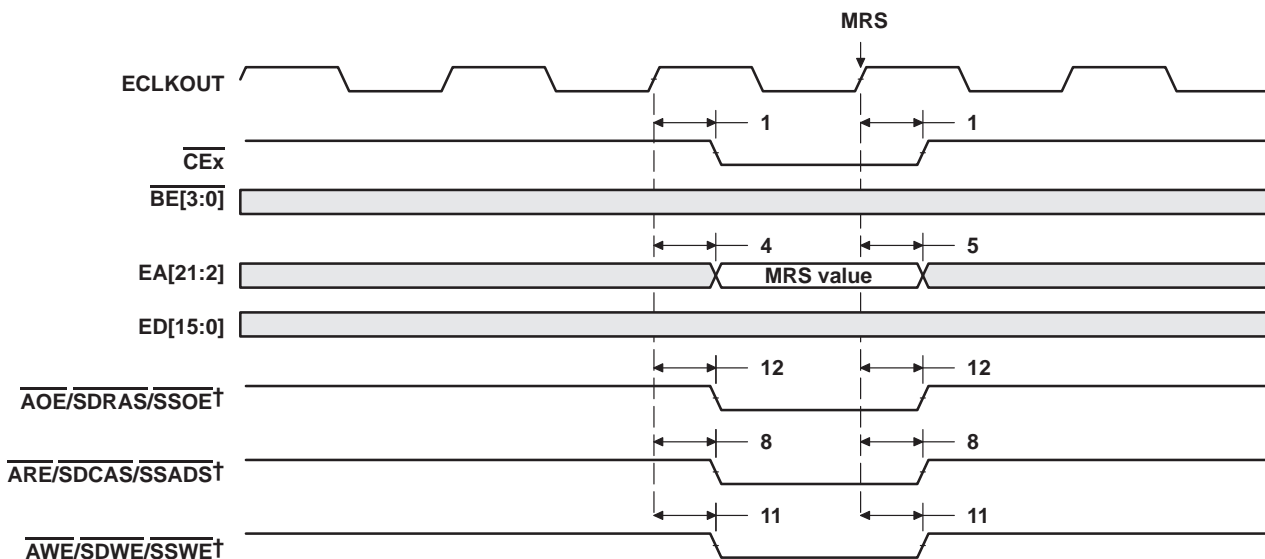 MRS
ECLKOUT
1 1
CEx
BE[3:0]
4 5
EA[21:2] MRS value
ED[15:0]
12 12
AOE/SDRAS/SSOE†
8 8
ARE/SDCAS/SSADS†
11 11
AWE/SDWE/SSWE†